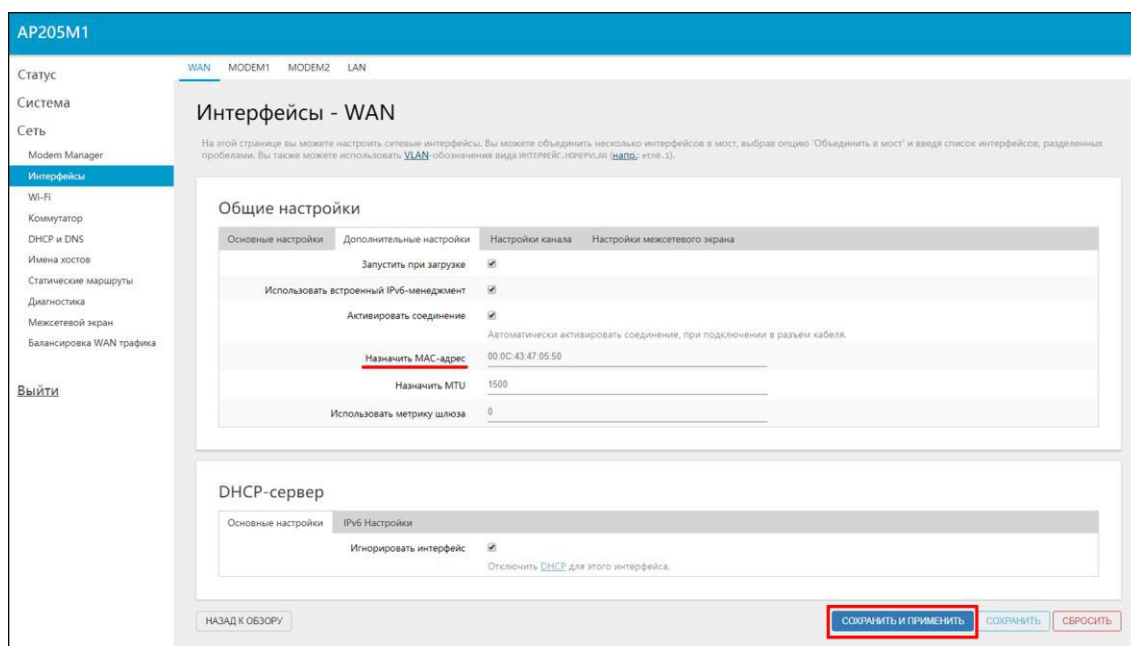 AP205M1
Статус
Система
Сеть
Modem Manager
Интерфейсы
Wi-Fi
Коммутатор
DHCP и DNS
Имена хостов
Статические маршруты
Диагностика
Межсетевой экран
Балансировка WAN трафика
Выйти
WAN MODEM1 MODEM2 LAN
Интерфейсы - WAN
На этой странице вы можете настроить сетевые интерфейсы. Вы можете объединить несколько интерфейсов в мост, выбрав опцию 'Объединить в мост' и введя список интерфейсов, разделенных
пробелами. Вы также можете использовать VLAN-обозначения вида ИНТЕРФЕЙС.НОМЕРVLAN (напр.: eth0.1).
Общие настройки
Основные настройки Дополнительные настройки Настройки канала Настройки межсетевого экрана
Запустить при загрузке
Использовать встроенный IPv6-менеджмент
Активировать соединение
Автоматически активировать соединение, при подключении в разъем кабеля.
Назначить MAC-адрес 00:0C:43:47:05:50
Назначить MTU 1500
Использовать метрику шлюза 0
DHCP-сервер
Основные настройки IPv6 Настройки
Игнорировать интерфейс
Отключить DHCP для этого интерфейса.
НАЗАД К ОБЗОРУ СОХРАНИТЬ И ПРИМЕНИТЬ СОХРАНИТЬ СБРОСИТЬ